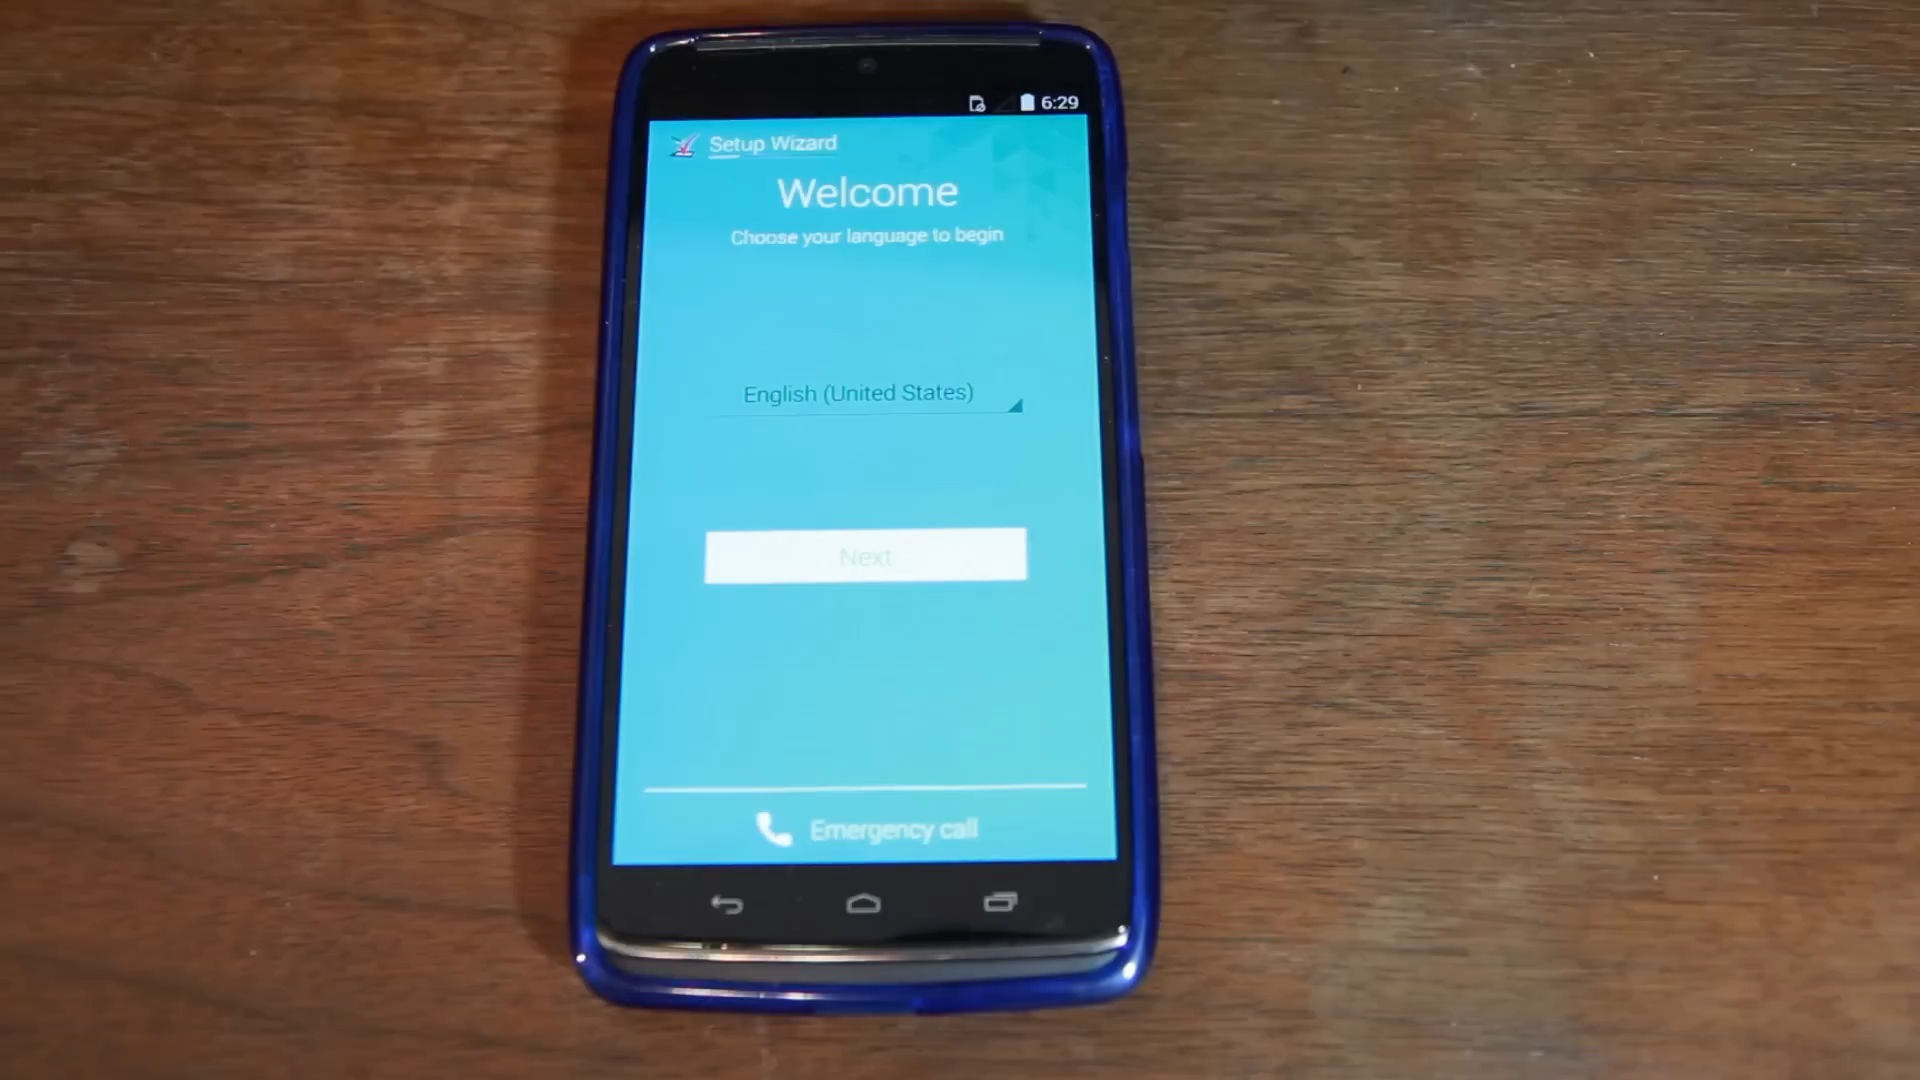 6:29
Setup Wizard
Welcome
Choose your language to begin
English (United States)
Next
Emergency call